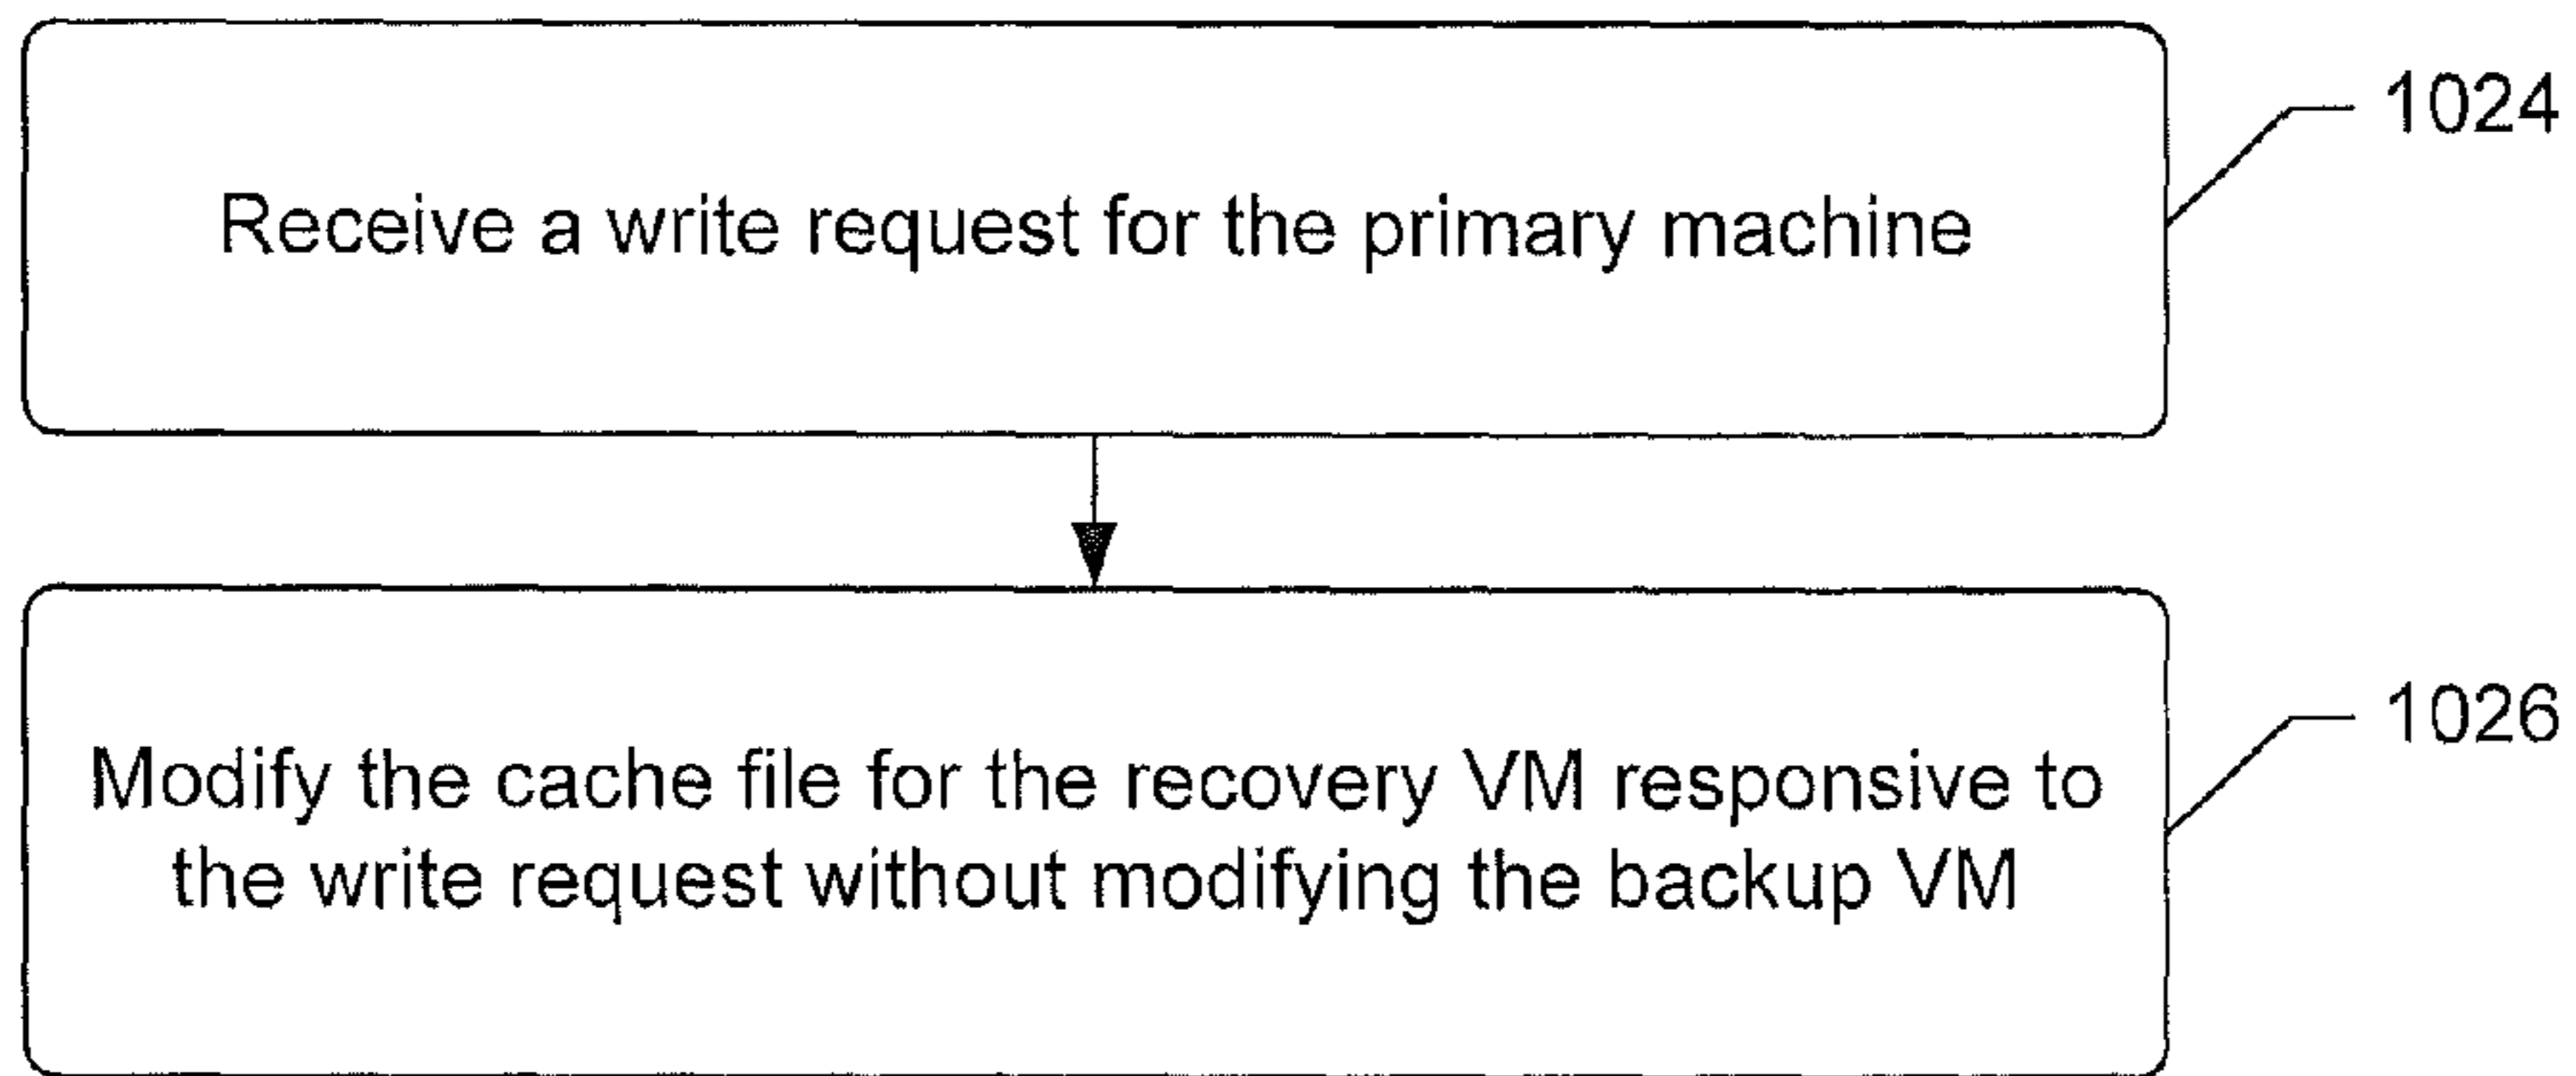 1024
Receive a write request for the primary machine
1026
Modify the cache file for the recovery VM responsive to
the write request without modifying the backup VM